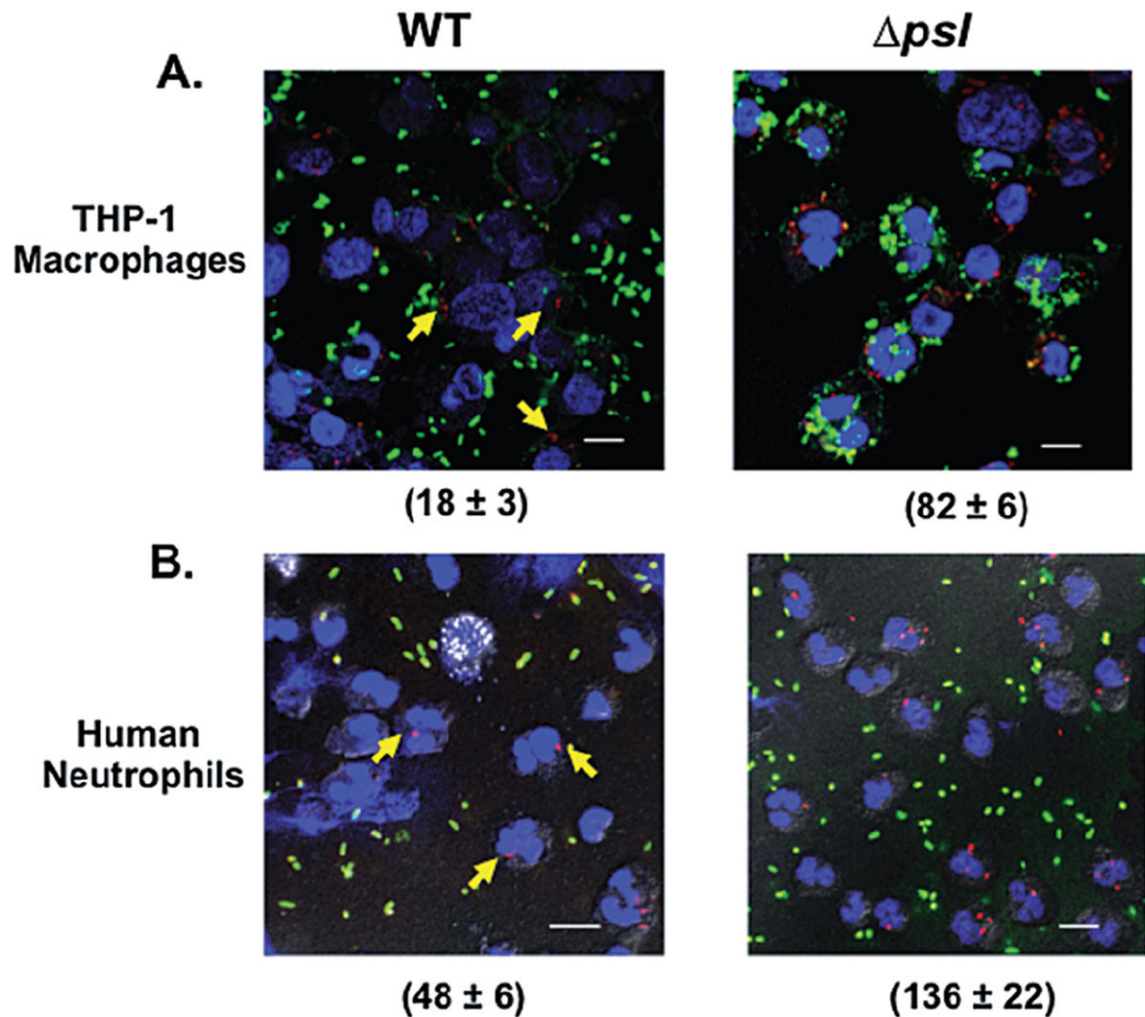 WT
Δpsl
A.
THP-1
Macrophages
(18 ± 3)
(82 ± 6)
B.
Human
Neutrophils
(48 ± 6)
(136 ± 22)